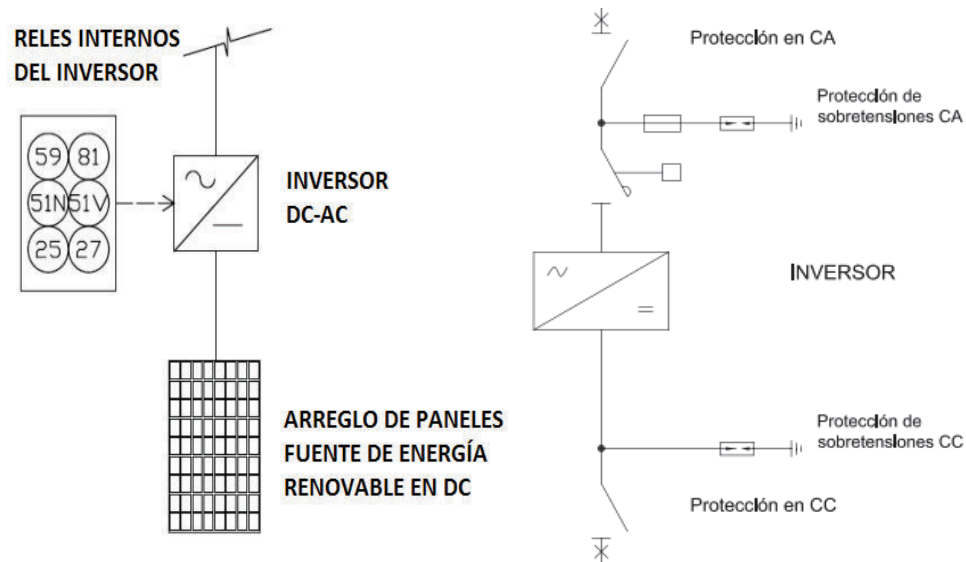 RELES INTERNOS
DEL INVERSOR
59 81
51N 51V
25 27
INVERSOR
DC-AC
ARREGLO DE PANELES
FUENTE DE ENERGÍA
RENOVABLE EN DC
Protección en CA
Protección de
sobretensiones CA
INVERSOR
Protección de
sobretensiones CC
Protección en CC